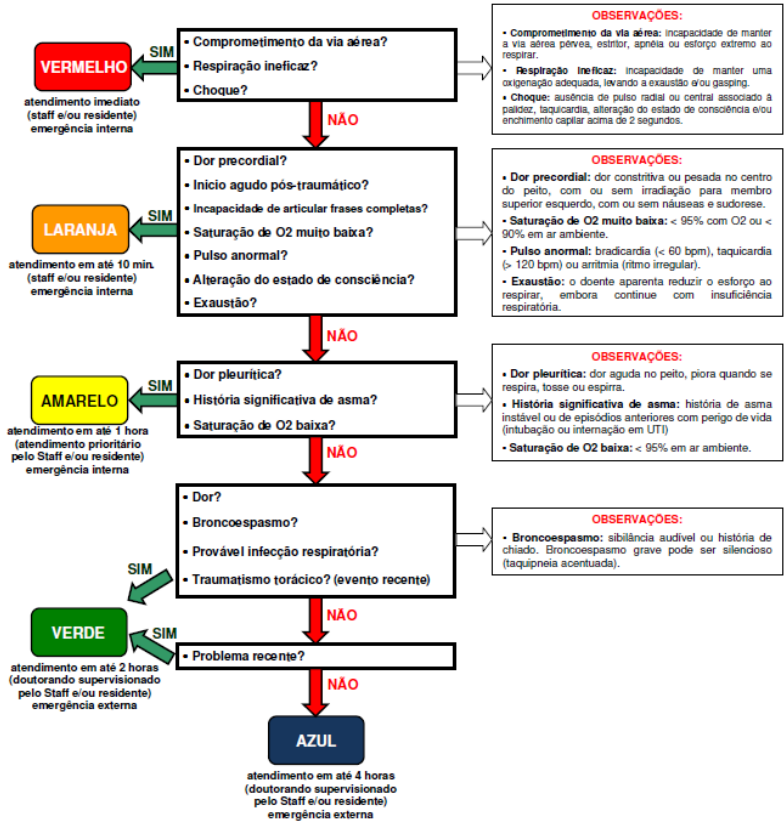 SIM
VERMELHO
atendimento imediato
(staff e/ou residente)
emergência interna
• Comprometimento da via aérea?
• Respiração ineficaz?
• Choque?
OBSERVAÇÕES:
• Comprometimento da via aérea: incapacidade de manter
a via aérea pérvea, estritor, apnéia ou esforço extremo ao
respirar.
• Respiração Ineficaz: incapacidade de manter uma
oxigenação adequada, levando a exaustão e/ou gasping.
• Choque: ausência de pulso radial ou central associado à
palidez, taquicardia, alteração do estado de consciência e/ou
enchimento capilar acima de 2 segundos.
NÃO
SIM
LARANJA
atendimento em até 10 min.
(staff e/ou residente)
emergência interna
• Dor precordial?
• Inicio agudo pós-traumático?
• Incapacidade de articular frases completas?
• Saturação de O2 muito baixa?
• Pulso anormal?
• Alteração do estado de consciência?
• Exaustão?
OBSERVAÇÕES:
• Dor precordial: dor constritiva ou pesada no centro
do peito, com ou sem irradiação para membro
superior esquerdo, com ou sem náuseas e sudorese.
• Saturação de O2 muito baixa: < 95% com O2 ou <
90% em ar ambiente.
• Pulso anormal: bradicardia (< 60 bpm), taquicardia
(> 120 bpm) ou arritmia (ritmo irregular).
• Exaustão: o doente aparenta reduzir o esforço ao
respirar, embora continue com insuficiência
respiratória.
NÃO
SIM
AMARELO
atendimento em até 1 hora
(atendimento prioritário
pelo Staff e/ou residente)
emergência interna
• Dor pleurítica?
• História significativa de asma?
• Saturação de O2 baixa?
OBSERVAÇÕES:
• Dor pleurítica: dor aguda no peito, piora quando se
respira, tosse ou espirra.
• História significativa de asma: história de asma
instável ou de episódios anteriores com perigo de vida
(intubação ou internação em UTI)
• Saturação de O2 baixa: < 95% em ar ambiente.
NÃO
• Dor?
• Broncoespasmo?
• Provável infecção respiratória?
• Traumatismo torácico? (evento recente)
OBSERVAÇÕES:
• Broncoespasmo: sibilância audível ou história de
chiado. Broncoespasmo grave pode ser silencioso
(taquipneia acentuada).
SIM
NÃO
VERDE
SIM
atendimento em até 2 horas
(doutorando supervisionado
pelo Staff e/ou residente)
emergência externa
• Problema recente?
NÃO
AZUL
atendimento em até 4 horas
(doutorando supervisionado
pelo Staff e/ou residente)
emergência externa